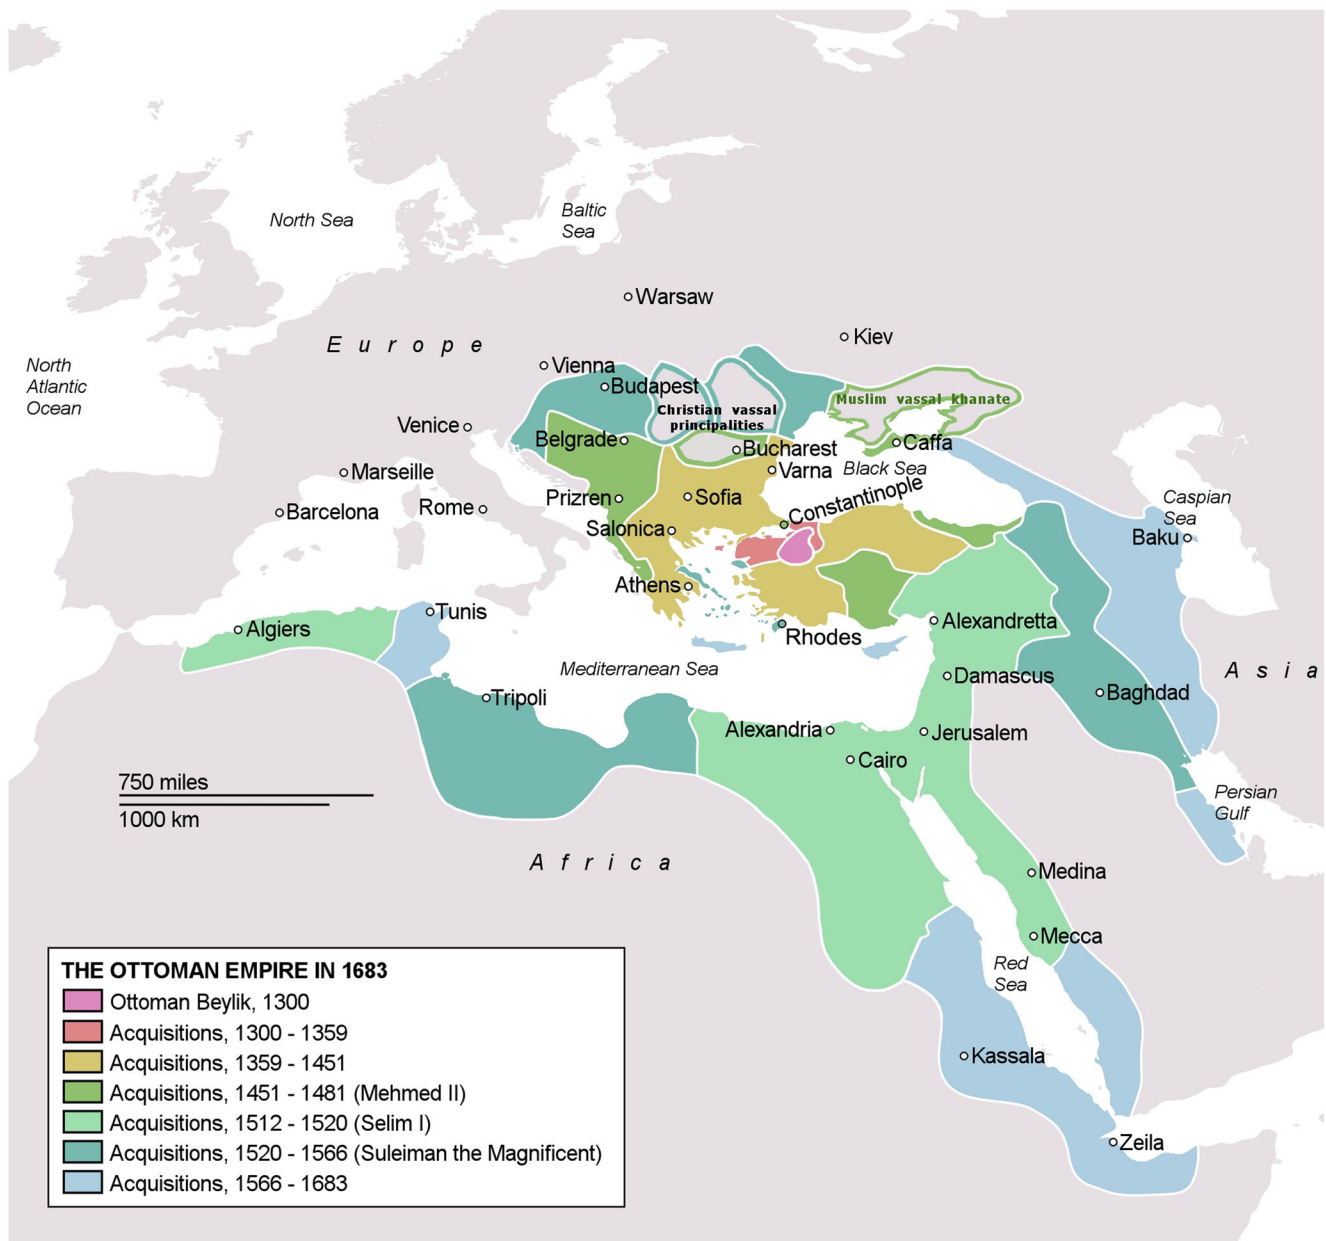 North Sea
Baltic
Sea
Warsaw
Kiev
Europe
North
Atlantic
Ocean
Vienna
Budapest
Christian vassal
principalities
Muslim vassal khanate
Venice
Belgrade
Bucharest
Caffa
Marseille
Varna
Black Sea
Barcelona
Rome
Prizren
Sofia
Constantinople
Caspian
Sea
Salonica
Baku
Athens
Algiers
Tunis
Rhodes
Alexandretta
Mediterranean Sea
Damascus
Asia
Tripoli
Baghdad
Alexandria
Jerusalem
Cairo
750 miles
1000 km
Persian
Gulf
Africa
Medina
Mecca
Red
Sea
Kassala
Zeila
THE OTTOMAN EMPIRE IN 1683
Ottoman Beylik, 1300
Acquisitions, 1300 - 1359
Acquisitions, 1359 - 1451
Acquisitions, 1451 - 1481 (Mehmed II)
Acquisitions, 1512 - 1520 (Selim I)
Acquisitions, 1520 - 1566 (Suleiman the Magnificent)
Acquisitions, 1566 - 1683